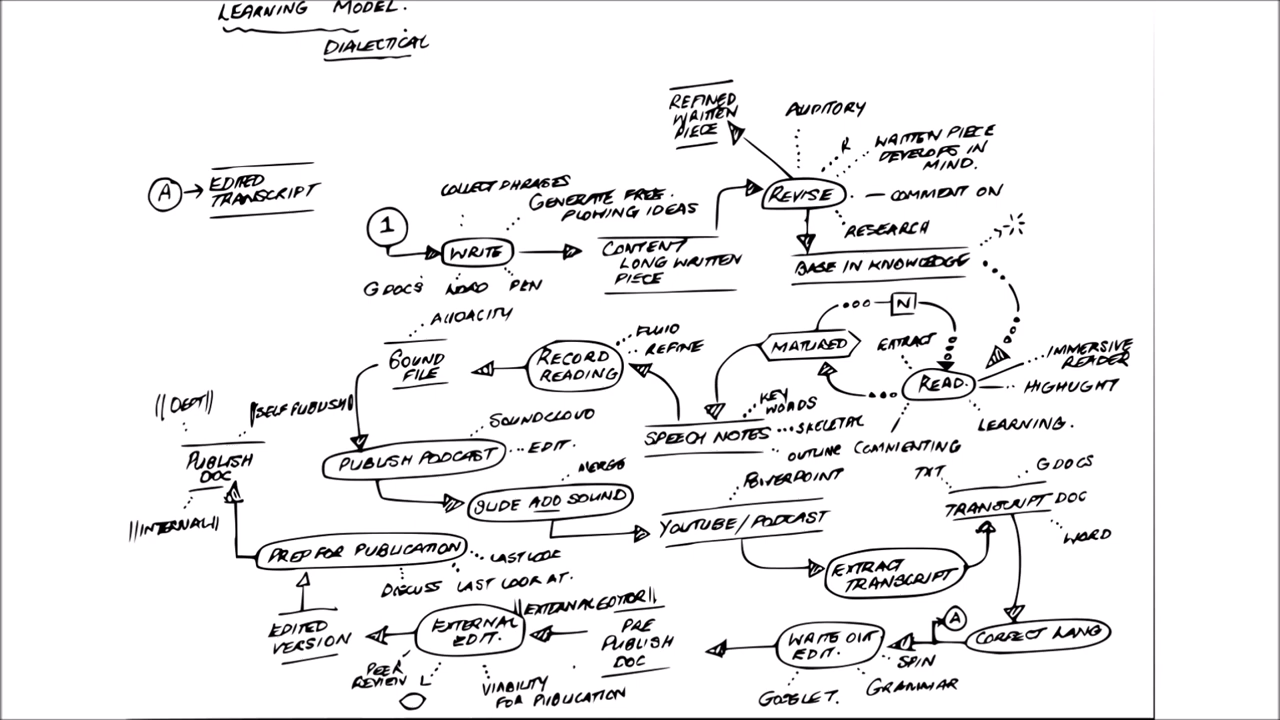 LEARNING MODEL.
DIALECTICAL
A
EDITED
TRANSCRIPT
1
WRITE
COLLECT PHRASES
GENERATE FREE.
FLOWING IDEAS
GDOCS WORD PEN
CONTENT
LONG WRITTEN
PIECE
REFINED
WRITTEN
PIECE
REVISE
AUDITORY
R
WRITTEN PIECE
DEVELOPS IN
MIND.
COMMENT ON
RESEARCH
BASE IN KNOWLEDGE
N
MATURED
EXTRACT
READ.
IMMERSIVE
READER
HIGHLIGHT
LEARNING.
COMMENTING
SPEECH NOTES
KEY
WORDS
SKELETAL
OUTLINE
RECORD
READING
FLUID
REFINE
SOUND
FILE
AUDACITY
PUBLISH PODCAST
SOUNDCLOUD
EDIT.
SLIDE ADD SOUND
MERGE
YOUTUBE/PODCAST
POWERPOINT
EXTRACT
TRANSCRIPT
TRANSCRIPT DOC
TXT
GDOCS
WORD
CORRECT LANG
A
WRITE OUT
EDIT.
SPIN
GRAMMAR
PRE
PUBLISH
DOC
||EXTERNAL EDITOR||
EXTERNAL
EDIT.
PEER
REVIEW
VIABILITY
FOR PUBLICATION
EDITED
VERSION
PREP FOR PUBLICATION
LAST LOOK
DISCUSS LAST LOOK AT.
PUBLISH
DOC
||DEPT||
||SELF PUBLISH||
||INTERNAL||